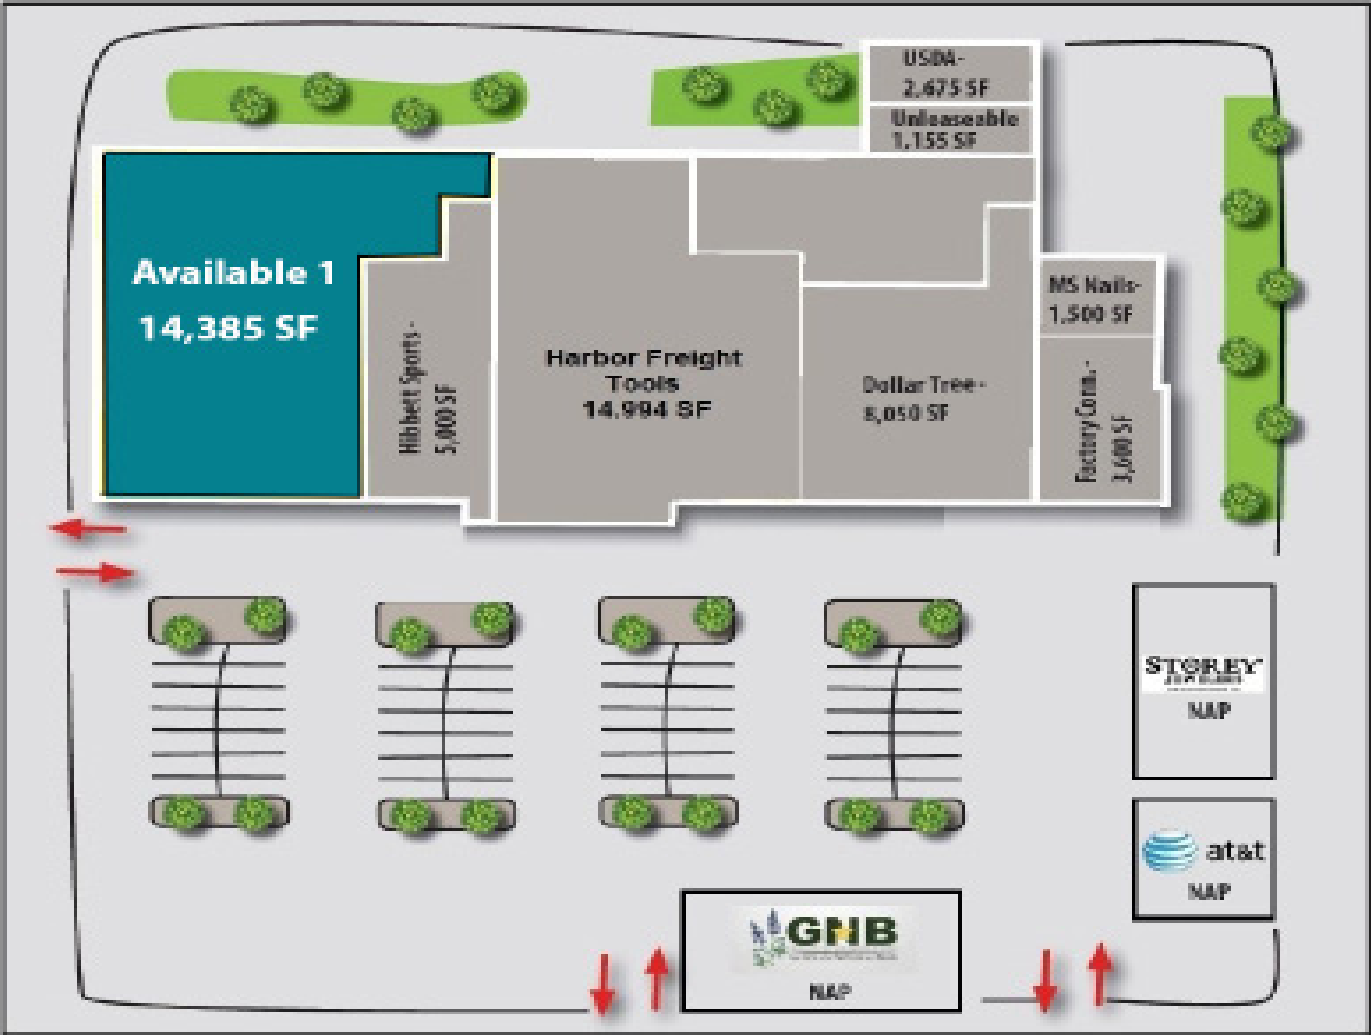 USDA-
2,675 SF
Unleaseable
1,155 SF
Available 1
14,385 SF
Hibbett Sports -
5,000 SF
Harbor Freight
Tools
14,994 SF
Dollar Tree -
8,050 SF
MS Nails-
1,500 SF
Factory Conn. -
3,600 SF
STOREY
JEWELERS
NAP
at&t
NAP
GNB
NAP